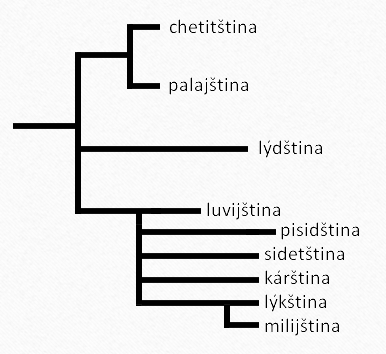 chetitština
palajština
lýdština
luvijština
pisidština
sidetština
kárština
lýkština
milijština